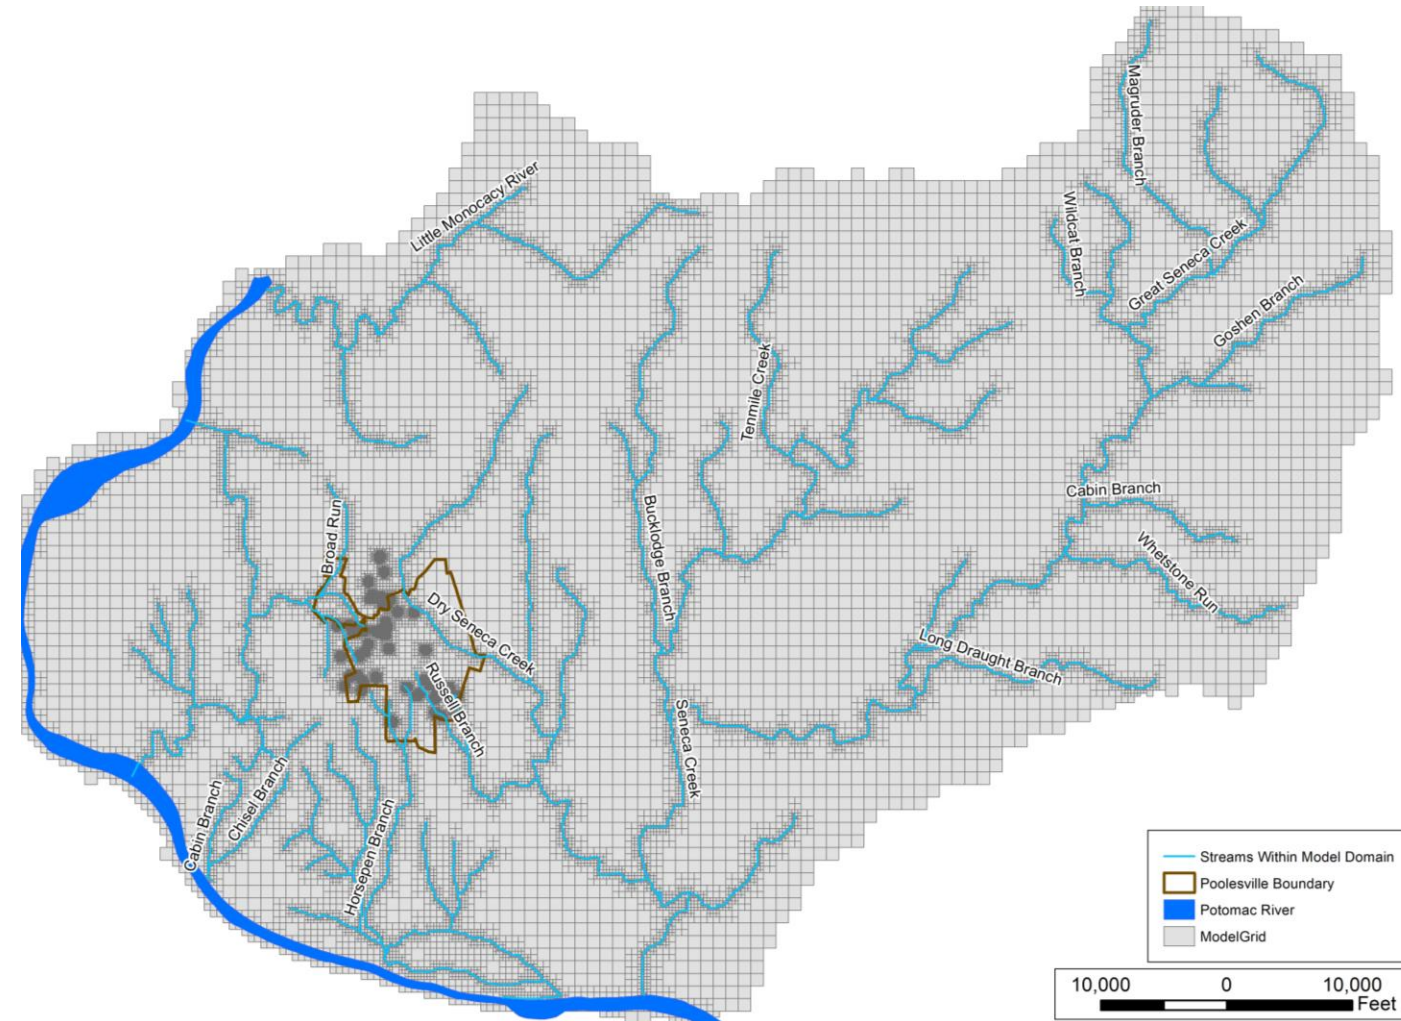 Magruder Branch
Little Monocacy River
Wildcat Branch
Great Seneca Creek
Goshen Branch
Tenmile Creek
Cabin Branch
Broad Run
Bucklodge Branch
Whetstone Run
Dry Seneca Creek
Long Draught Branch
Russell Branch
Seneca Creek
Chisel Branch
Cabin Branch
Horsepen Branch
Streams Within Model Domain
Poolesville Boundary
Potomac River
ModelGrid
10,000 0 10,000
Feet